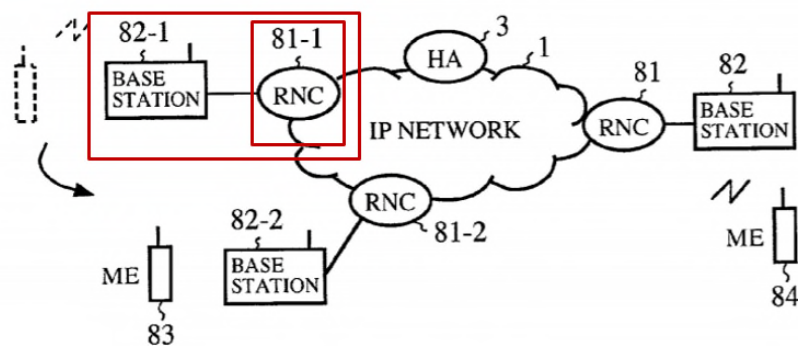 82-1
81-1
3
1
HA
BASE
STATION
RNC
IP NETWORK
81
82
RNC
BASE
STATION
RNC
82-2
81-2
ME
83
BASE
STATION
ME
84